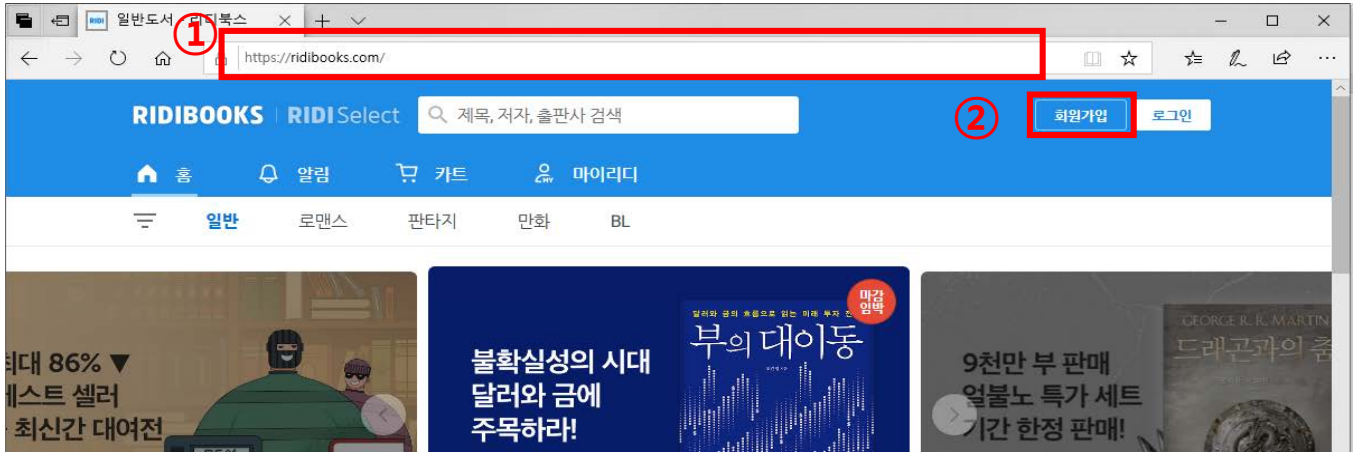 일반도서 - 리디북스
①
https://ridibooks.com/
RIDIBOOKS | RIDI Select
제목, 저자, 출판사 검색
②
회원가입
로그인
홈
알림
카트
MY 마이리디
일반
로맨스
판타지
만화
BL
최대 86% ▼
베스트 셀러
최신간 대여전
불확실성의 시대
달러와 금에
주목하라!
마감
임박
달러와 금의 흐름으로 읽는 미래 투자
부의 대이동
9천만 부 판매
얼불노 특가 세트
기간 한정 판매!
GEORGE R. R. MARTIN
드래곤과의 춤